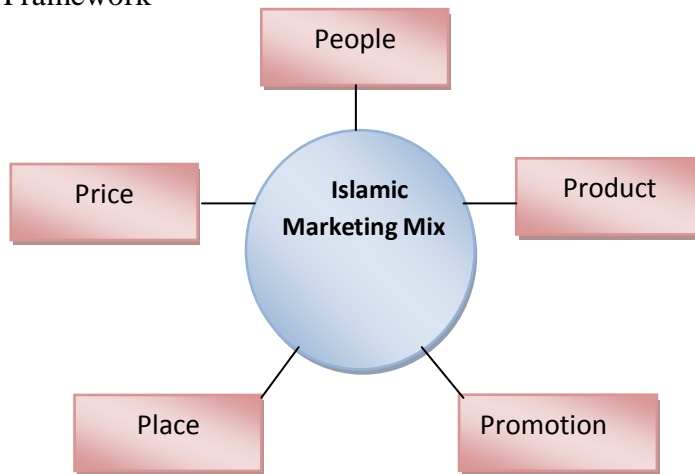 Framework
People
Price
Islamic
Marketing Mix
Product
Place
Promotion